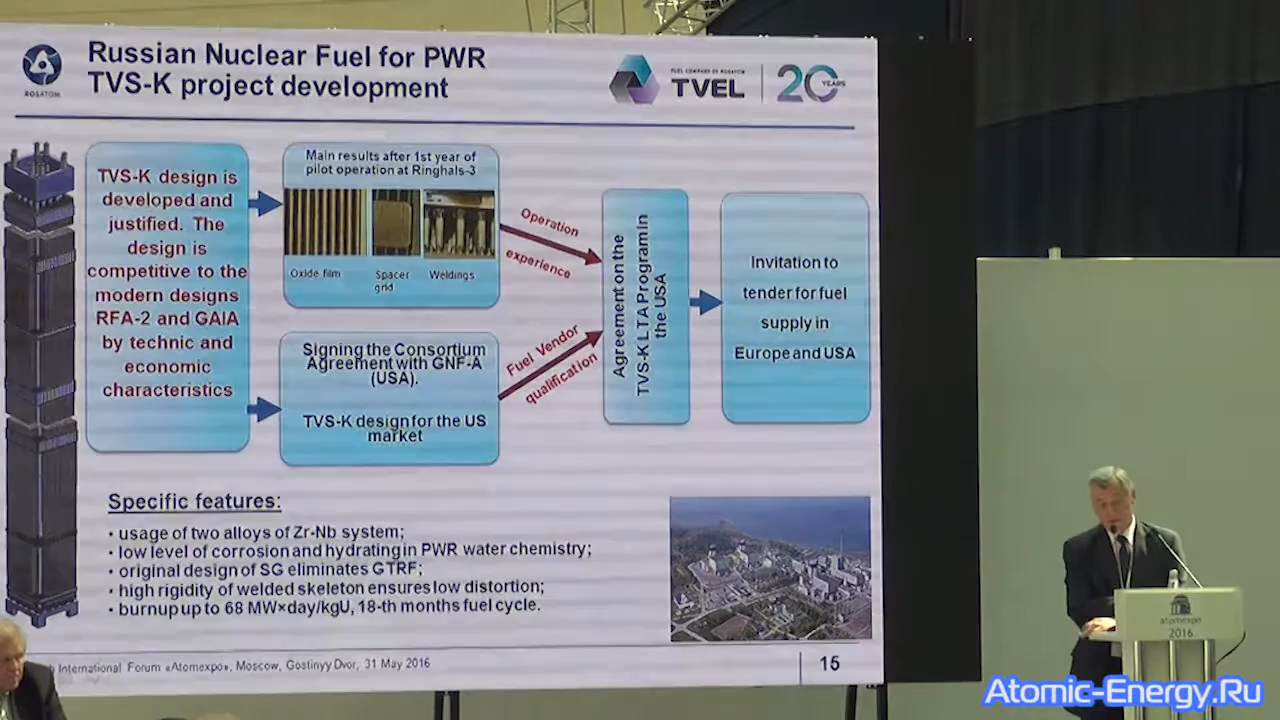 Russian Nuclear Fuel for PWR
TVS-K project development
ROSATOM
FUEL COMPANY OF ROSATOM
TVEL
20 YEARS
TVS-K design is
developed and
justified. The
design is
competitive to the
modern designs
RFA-2 and GAIA
by technic and
economic
characteristics
Main results after 1st year of
pilot operation at Ringhals-3
Oxide film
Spacer
grid
Weldings
Signing the Consortium
Agreement with GNF-A
(USA).
TVS-K design for the US
market
Operation
experience
Fuel Vendor
qualification
Agreement on the
TVS-K LTA Program in
the USA
Invitation to
tender for fuel
supply in
Europe and USA
Specific features:
• usage of two alloys of Zr-Nb system;
• low level of corrosion and hydrating in PWR water chemistry;
• original design of SG eliminates GTRF;
• high rigidity of welded skeleton ensures low distortion;
• burnup up to 68 MW×day/kgU, 18-th months fuel cycle.
International Forum «Atomexpo», Moscow, Gostinyy Dvor, 31 May 2016
15
atomexpo
2016
Atomic-Energy.Ru